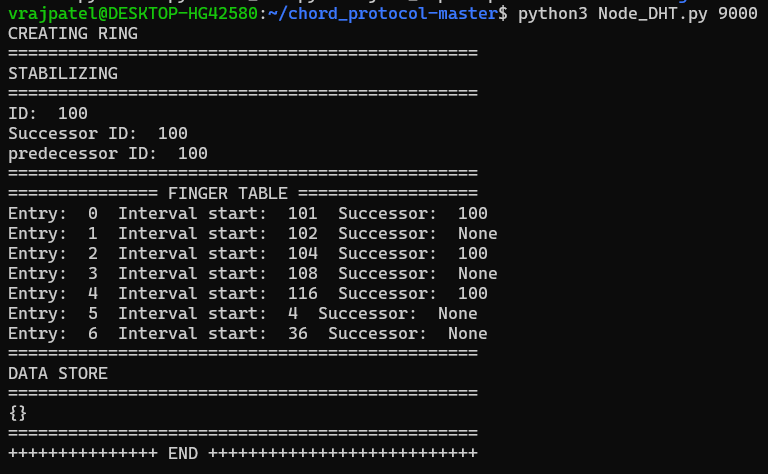 vrajpatel@DESKTOP-HG42580:~/chord_protocol-master$ python3 Node_DHT.py 9000
CREATING RING
===============================================
STABILIZING
===============================================
ID:  100
Successor ID:  100
predecessor ID:  100
===============================================
=============== FINGER TABLE ==================
Entry:  0  Interval start:  101  Successor:  100
Entry:  1  Interval start:  102  Successor:  None
Entry:  2  Interval start:  104  Successor:  100
Entry:  3  Interval start:  108  Successor:  None
Entry:  4  Interval start:  116  Successor:  100
Entry:  5  Interval start:  4  Successor:  None
Entry:  6  Interval start:  36  Successor:  None
===============================================
DATA STORE
===============================================
{}
===============================================
+++++++++++++++ END +++++++++++++++++++++++++++